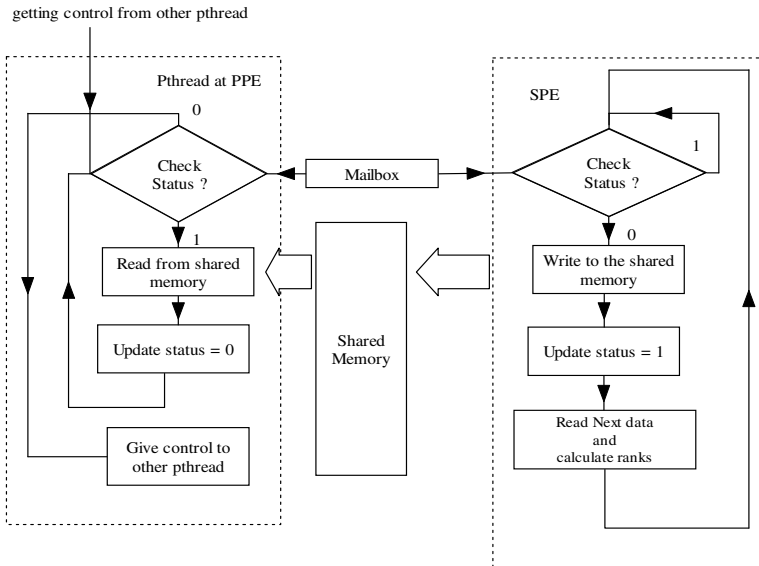 getting control from other pthread
Pthread at PPE
0
Check
Status ?
1
Read from shared
memory
Update status = 0
Give control to
other pthread
Mailbox
Shared
Memory
SPE
1
Check
Status ?
0
Write to the shared
memory
Update status = 1
Read Next data
and
calculate ranks